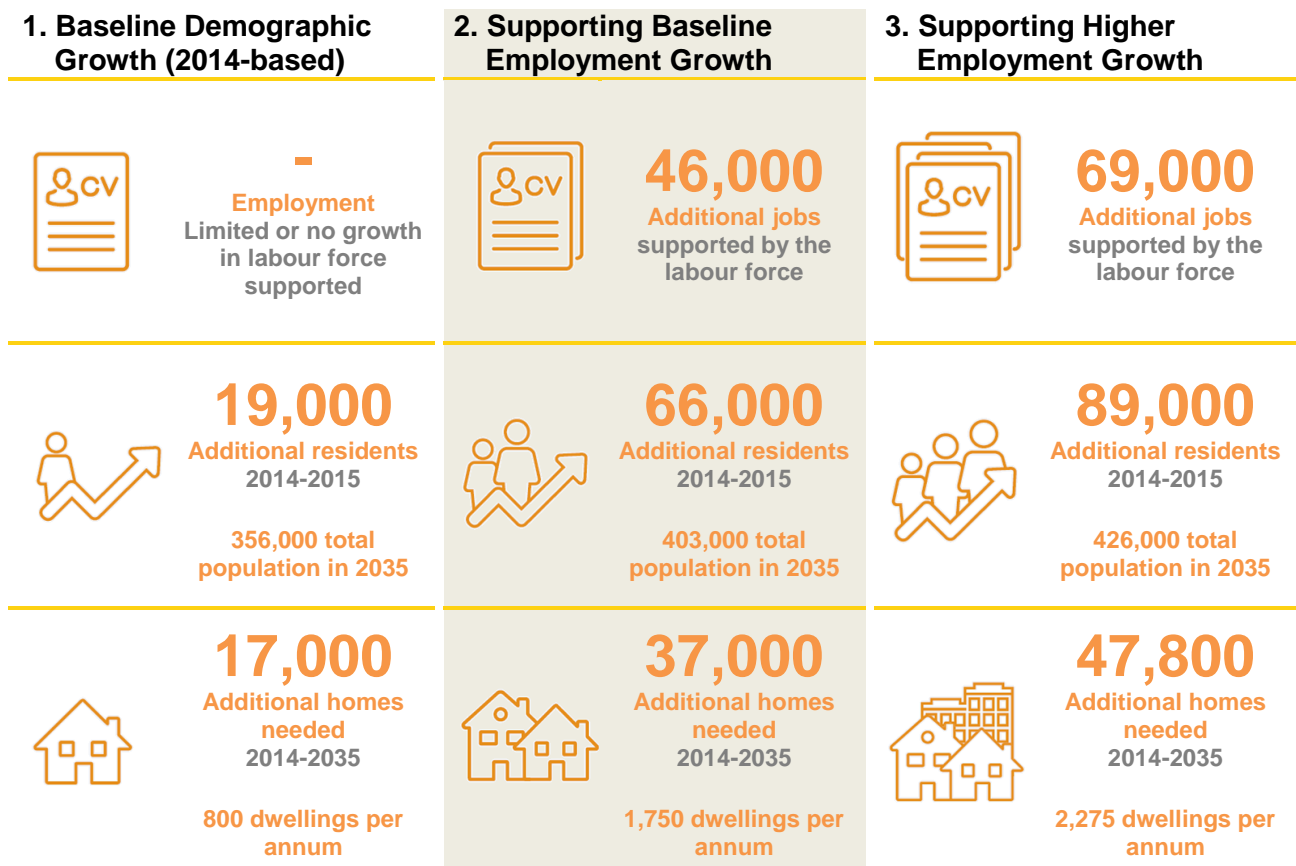 1. Baseline Demographic
Growth (2014-based)
CV
-
Employment
Limited or no growth
in labour force
supported
19,000
Additional residents
2014-2015
356,000 total
population in 2035
17,000
Additional homes
needed
2014-2035
800 dwellings per
annum
2. Supporting Baseline
Employment Growth
CV
46,000
Additional jobs
supported by the
labour force
66,000
Additional residents
2014-2015
403,000 total
population in 2035
37,000
Additional homes
needed
2014-2035
1,750 dwellings per
annum
3. Supporting Higher
Employment Growth
CV
69,000
Additional jobs
supported by the
labour force
89,000
Additional residents
2014-2015
426,000 total
population in 2035
47,800
Additional homes
needed
2014-2035
2,275 dwellings per
annum